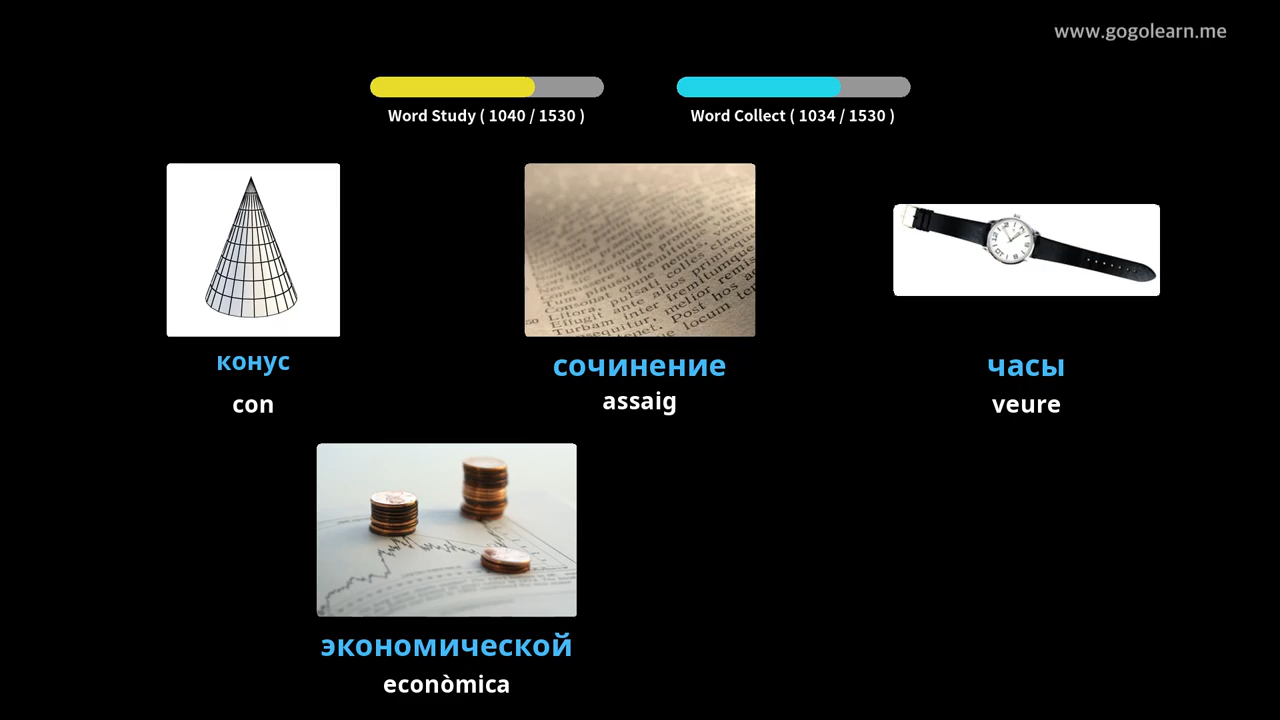 www.gogolearn.me
Word Study ( 1040 / 1530 )
Word Collect ( 1034 / 1530 )
конус
con
сочинение
assaig
часы
veure
экономической
econòmica